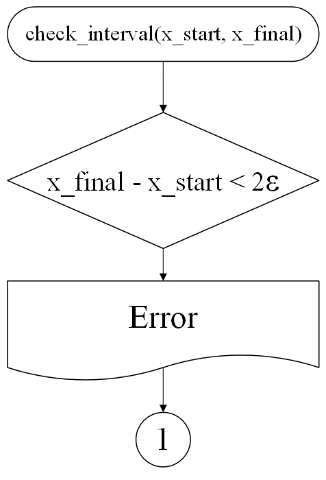 check_interval(x_start, x_final)
x_final - x_start < 2ε
Error
1